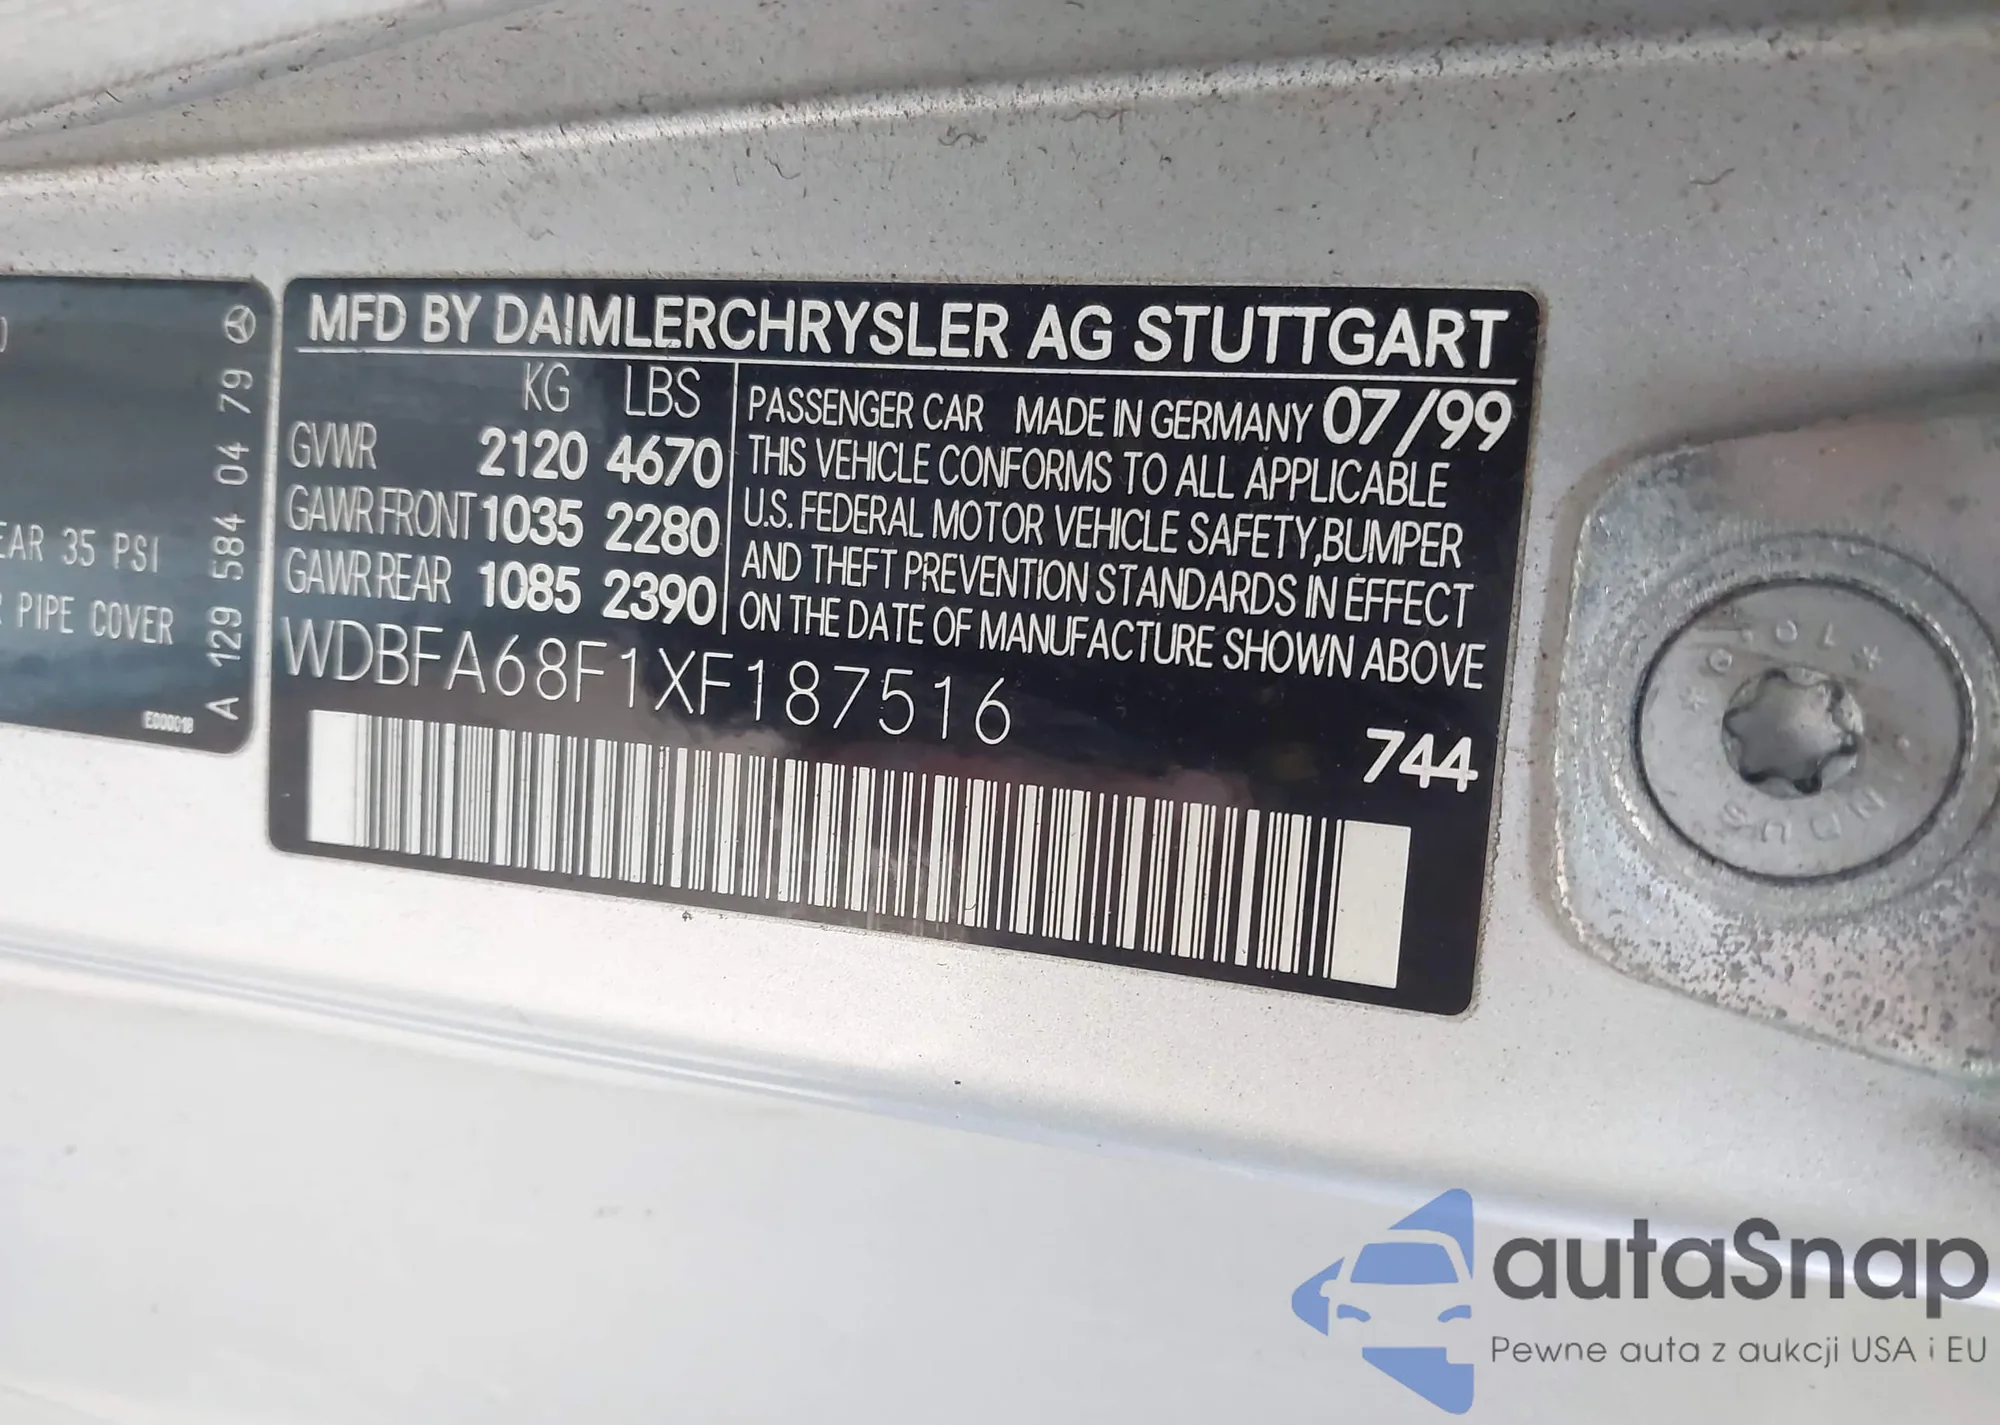 EAR 35 PSI
PIPE COVER
E000018
A 129 584 04 79
MFD BY DAIMLERCHRYSLER AG STUTTGART
KG LBS
GVWR 2120 4670
GAWR FRONT 1035 2280
GAWR REAR 1085 2390
PASSENGER CAR MADE IN GERMANY 07/99
THIS VEHICLE CONFORMS TO ALL APPLICABLE
U.S. FEDERAL MOTOR VEHICLE SAFETY,BUMPER
AND THEFT PREVENTION STANDARDS IN EFFECT
ON THE DATE OF MANUFACTURE SHOWN ABOVE
WDBFA68F1XF187516
744
autaSnap
Pewne auta z aukcji USA i EU